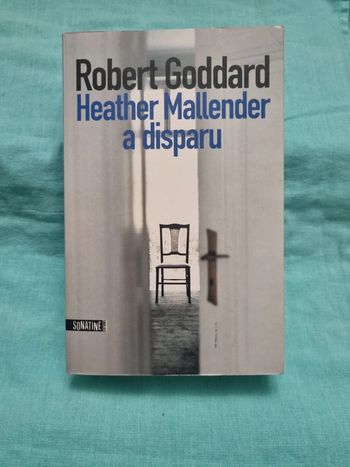 Robert Goddard
Heather Mallender
a disparu
SONATINE